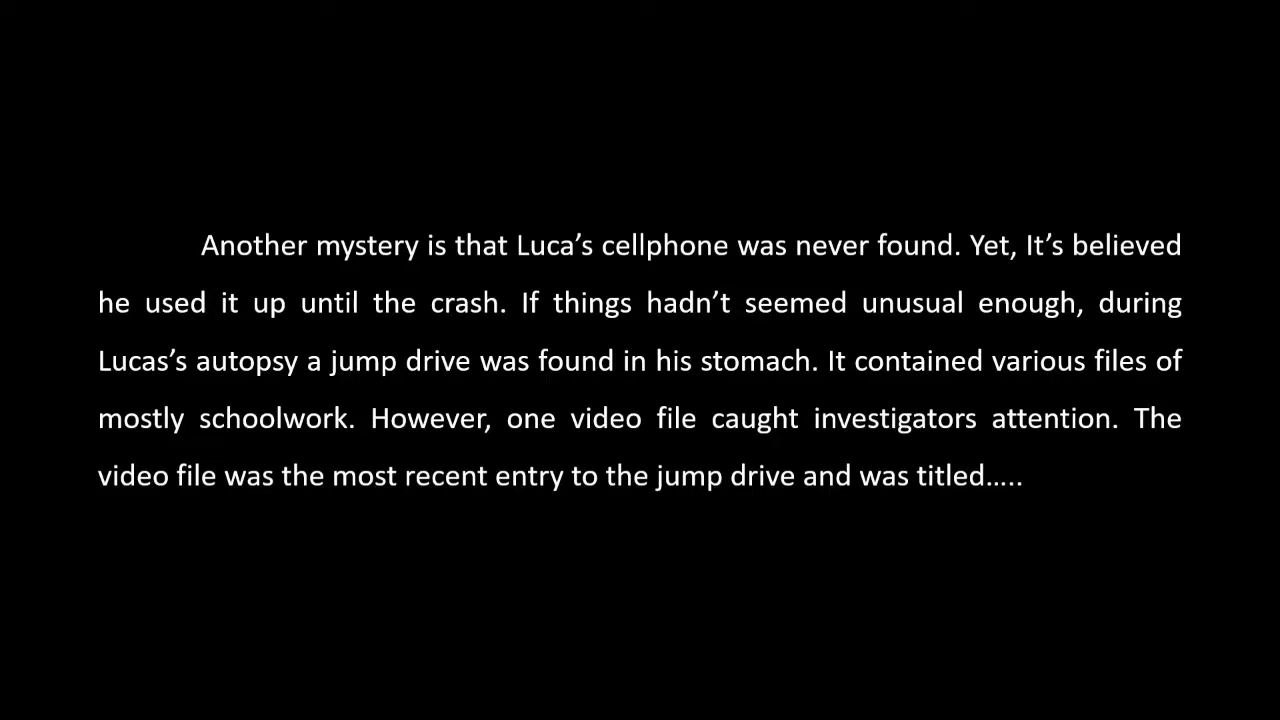 Another mystery is that Luca’s cellphone was never found. Yet, It’s believed
he used it up until the crash. If things hadn’t seemed unusual enough, during
Lucas’s autopsy a jump drive was found in his stomach. It contained various files of
mostly schoolwork. However, one video file caught investigators attention. The
video file was the most recent entry to the jump drive and was titled…..